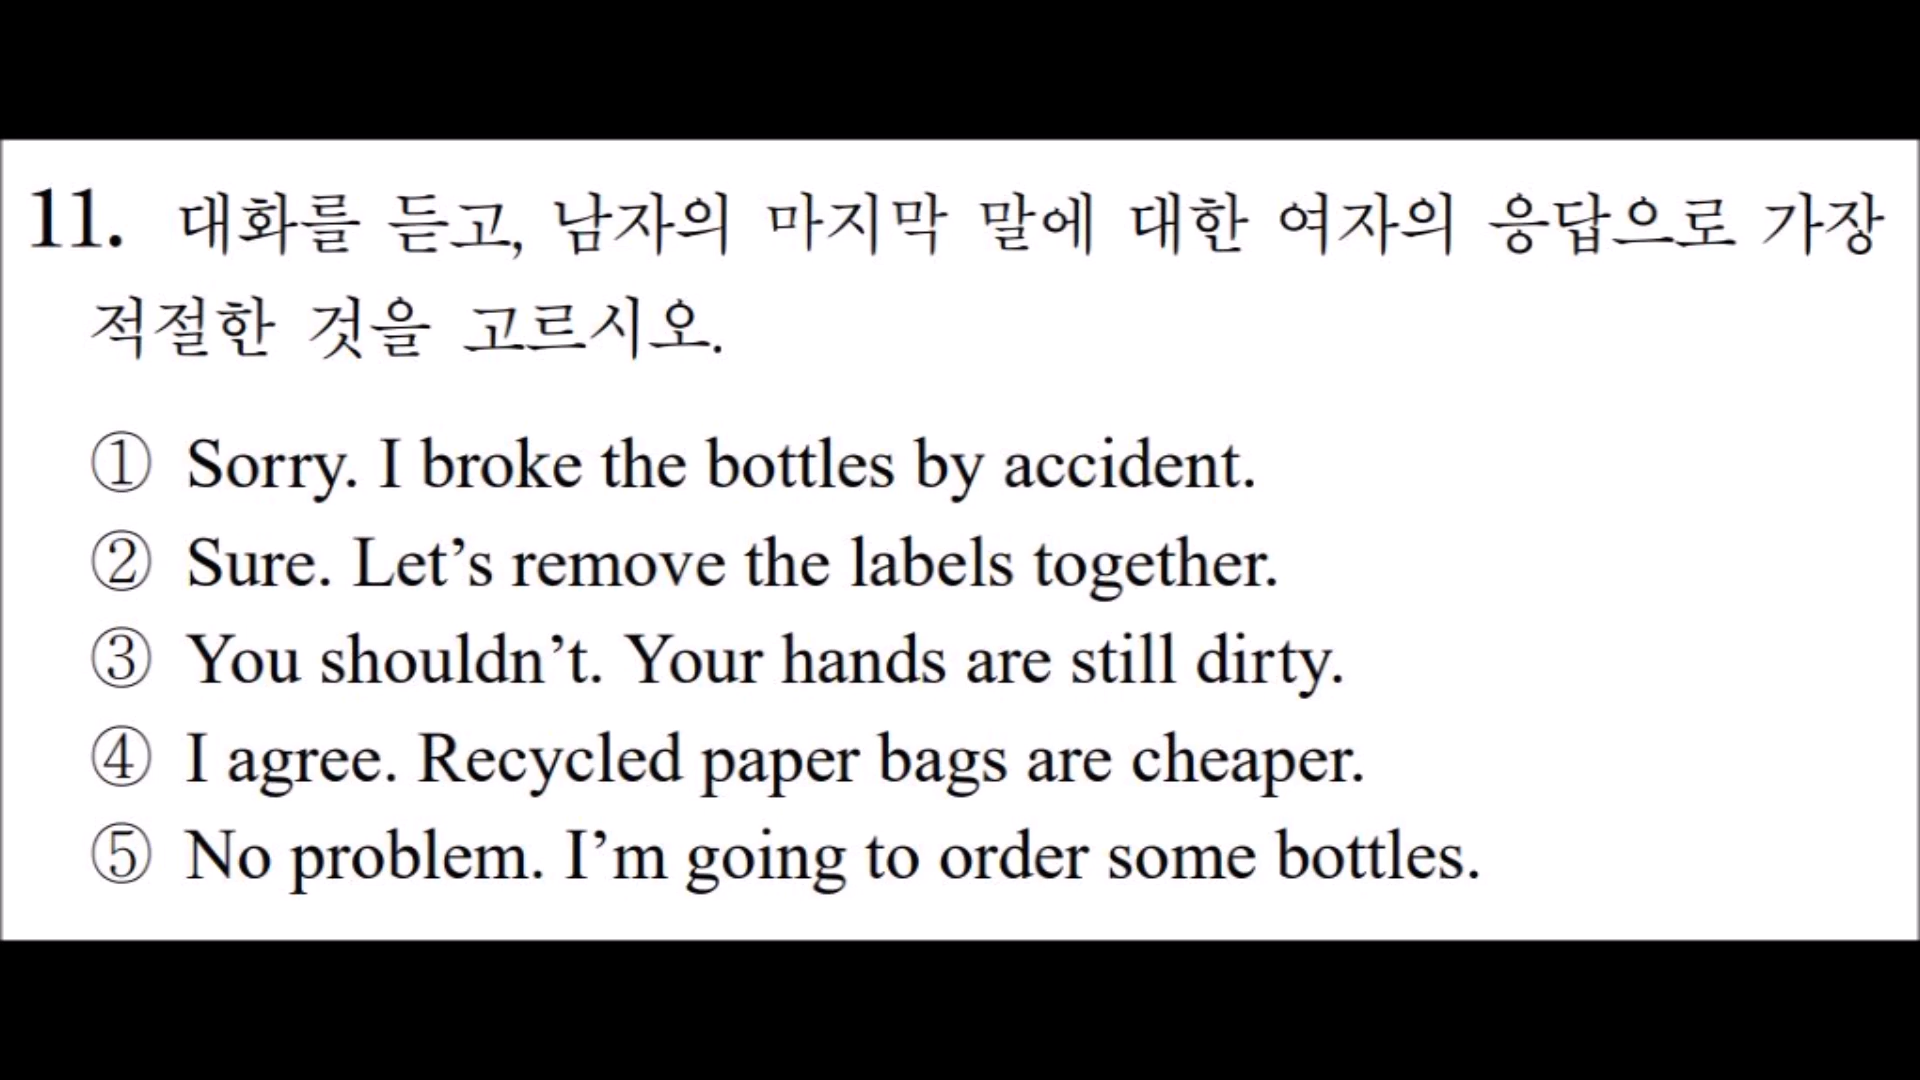 11. 대화를 듣고, 남자의 마지막 말에 대한 여자의 응답으로 가장
적절한 것을 고르시오.
① Sorry. I broke the bottles by accident.
② Sure. Let’s remove the labels together.
③ You shouldn’t. Your hands are still dirty.
④ I agree. Recycled paper bags are cheaper.
⑤ No problem. I’m going to order some bottles.